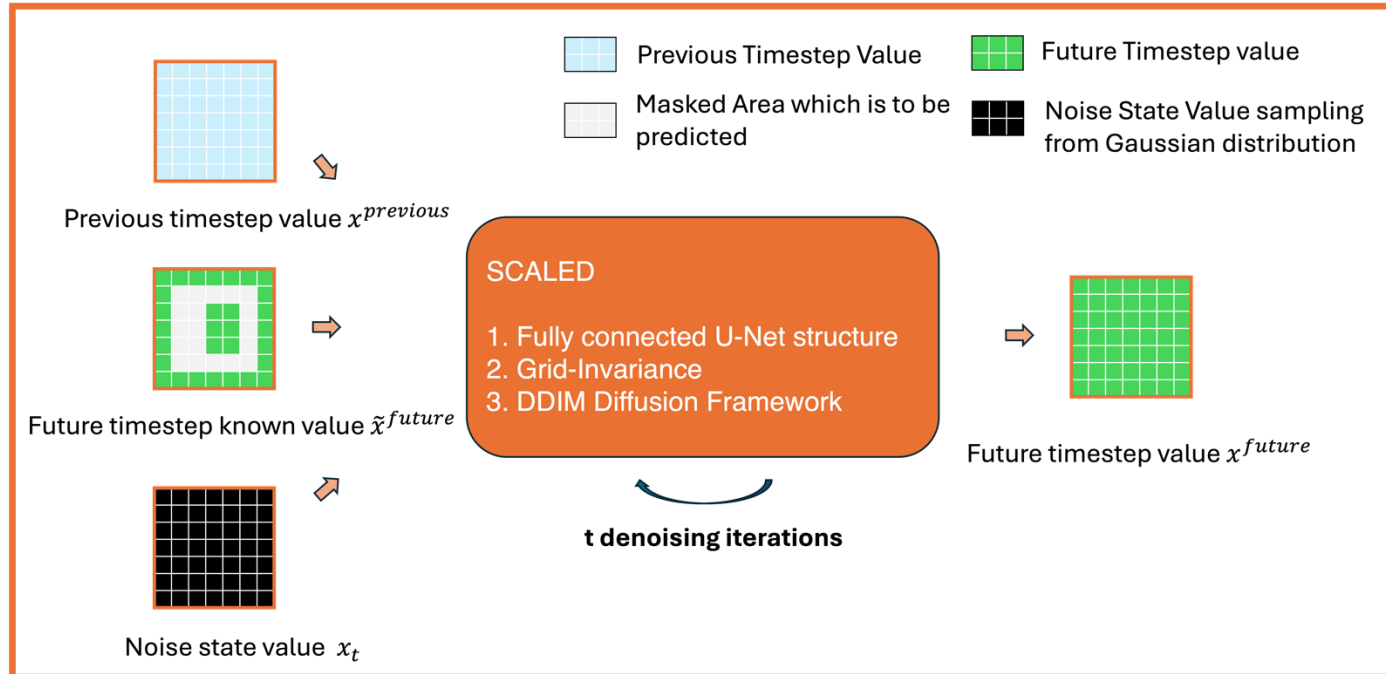 Previous Timestep Value
Future Timestep value
Masked Area which is to be
predicted
Noise State Value sampling
from Gaussian distribution
Previous timestep value x^{previous}
Future timestep known value x̃^{future}
Noise state value x_t
SCALED
1. Fully connected U-Net structure
2. Grid-Invariance
3. DDIM Diffusion Framework
t denoising iterations
Future timestep value x^{future}